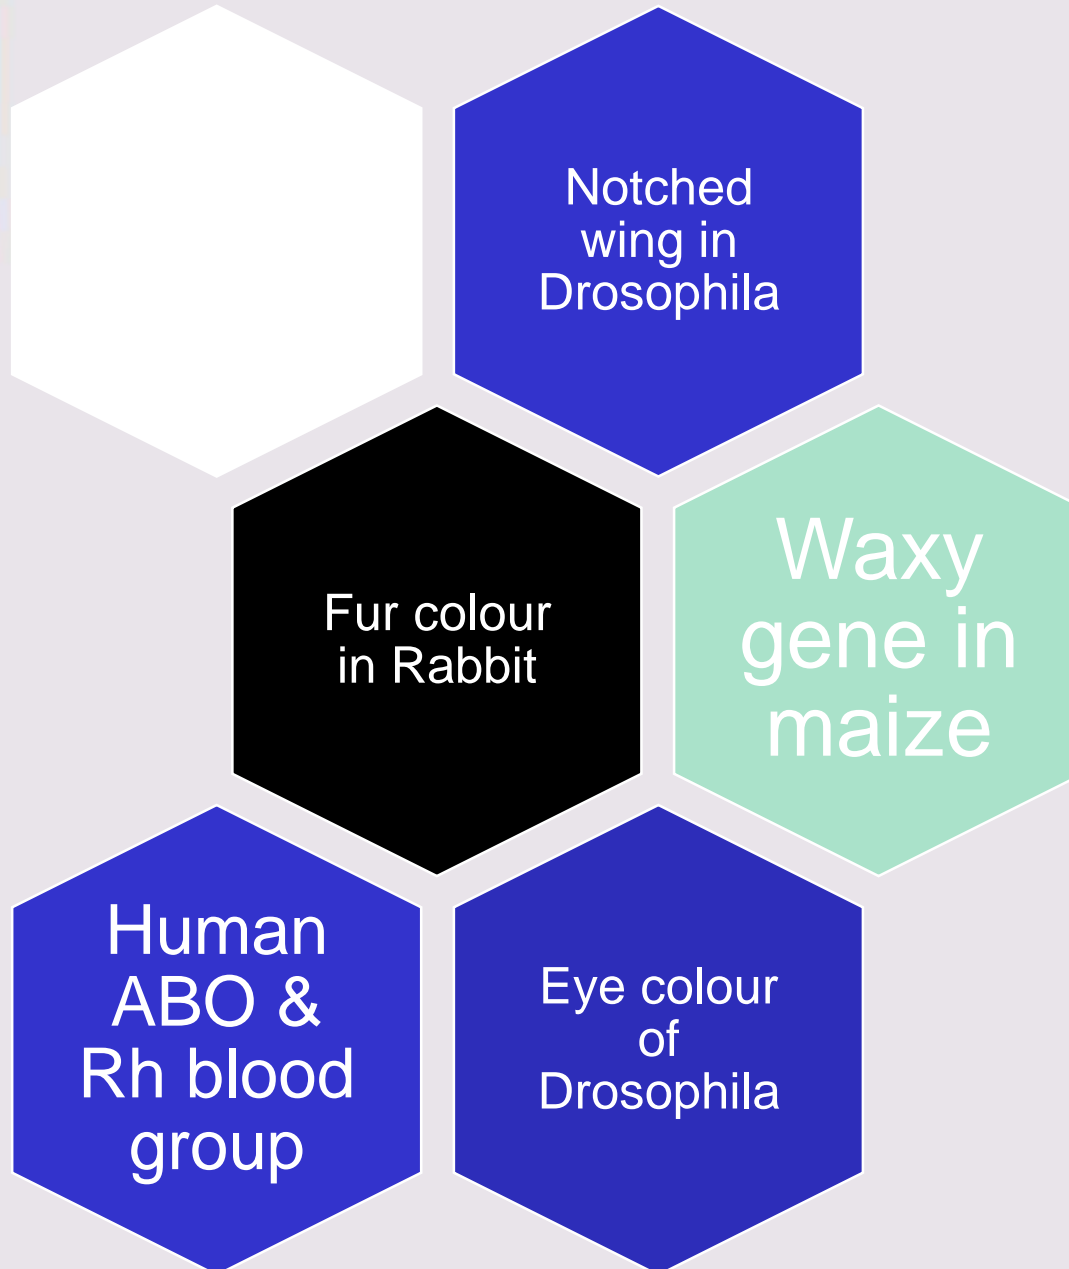 Notched
wing in
Drosophila
Fur colour
in Rabbit
Waxy
gene in
maize
Human
ABO &
Rh blood
group
Eye colour
of
Drosophila